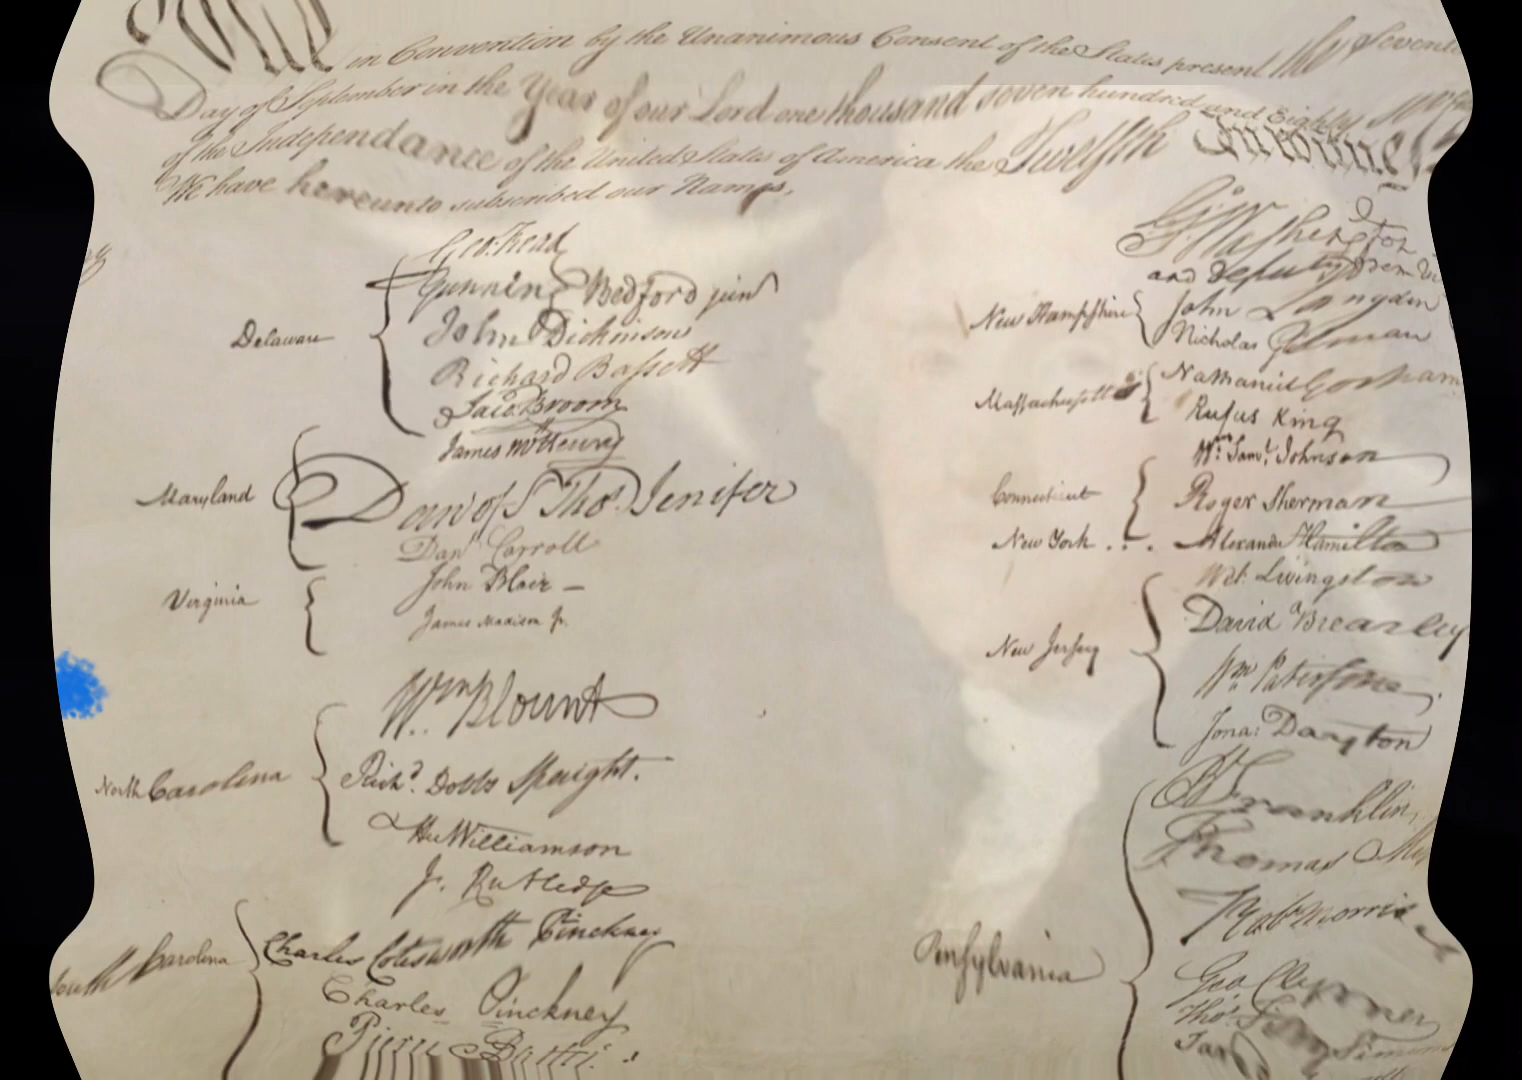 in Convention by the Unanimous Consent of the States present the
Day of September in the Year of our Lord one thousand seven hundred and Eighty
of the Independance of the United States of America the Twelfth
We have hereunto subscribed our Names.
Delaware
Geo: Read
Gunning Bedford jun
John Dickinson
Richard Bassett
Jaco: Broom
Maryland
James McHenry
Dan of St Thos. Jenifer
Danl Carroll
Virginia
John Blair –
James Madison Jr.
North Carolina
Wm Blount
Richd. Dobbs Spaight.
Hu Williamson
South Carolina
J. Rutledge
Charles Cotesworth Pinckney
Charles Pinckney
Pierce Butler.
Go. Washington
and deputy
New Hampshire
John Langdon
Nicholas Gilman
Massachusetts
Nathaniel Gorham
Rufus King
Connecticut
Wm. Saml. Johnson
Roger Sherman
New York . . .
Alexander Hamilton
New Jersey
Wil: Livingston
David Brearley
Wm. Paterson.
Jona: Dayton
Pensylvania
B Franklin
Thomas
Robt Morris
Geo Clymer
Thos.